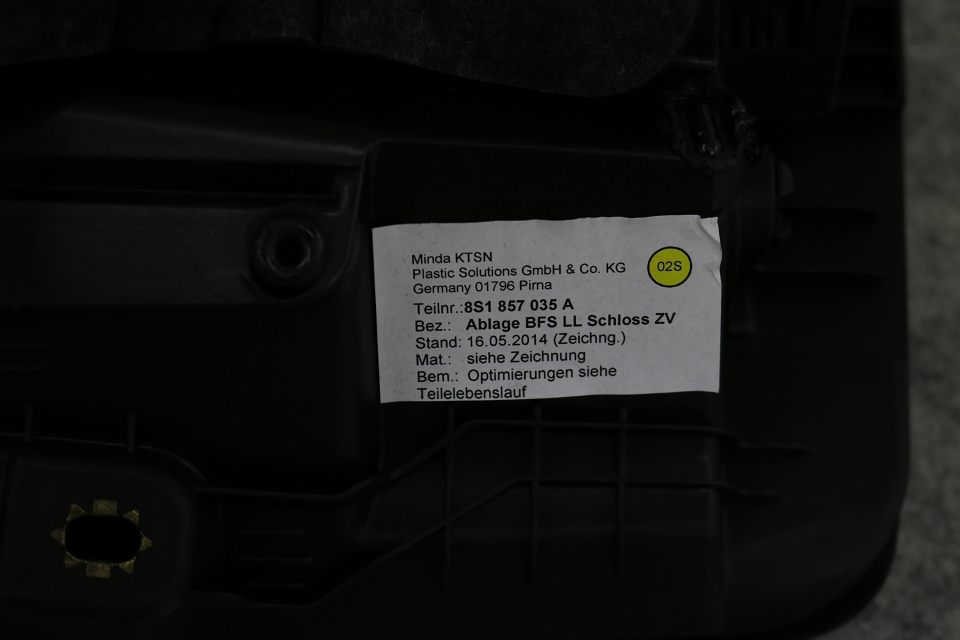 Minda KTSN
Plastic Solutions GmbH & Co. KG
Germany 01796 Pirna
02S
Teilnr.:8S1 857 035 A
Bez.: Ablage BFS LL Schloss ZV
Stand: 16.05.2014 (Zeichng.)
Mat.: siehe Zeichnung
Bem.: Optimierungen siehe
Teilelebenslauf